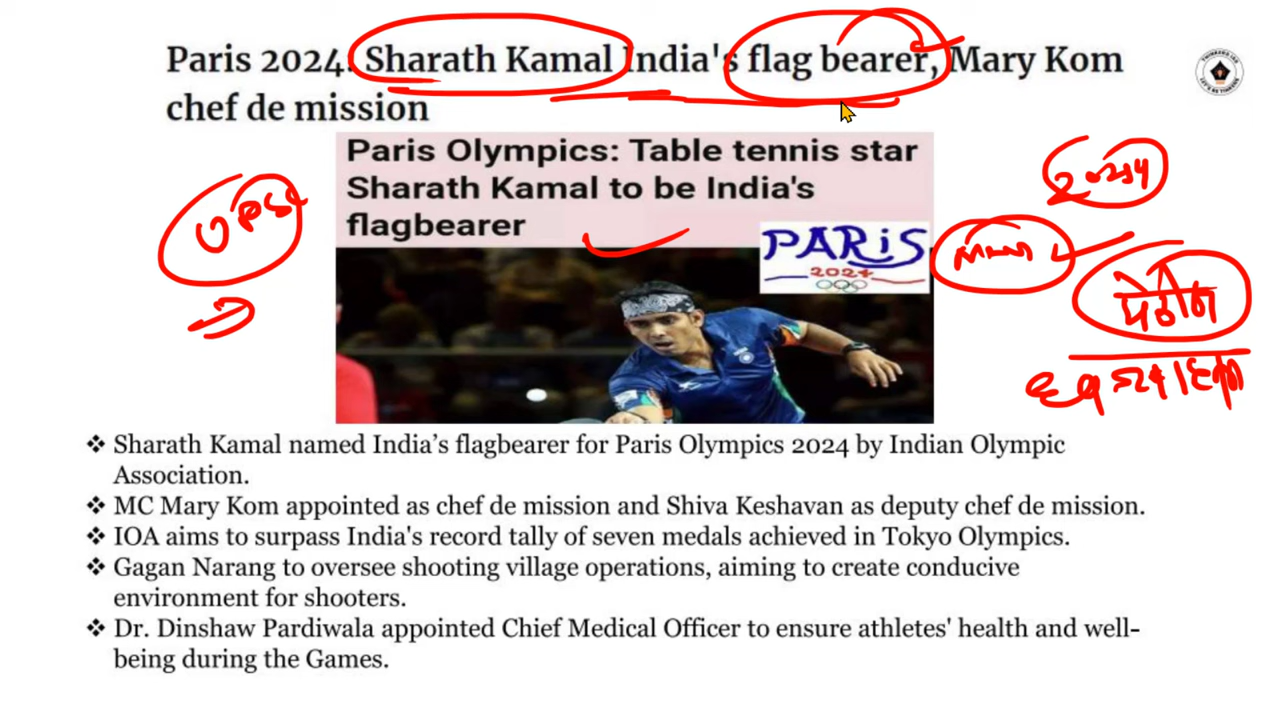 Paris 2024: Sharath Kamal India's flag bearer, Mary Kom
chef de mission
Paris Olympics: Table tennis star
Sharath Kamal to be India's
flagbearer
PARIS
2024
UPSC
❖ Sharath Kamal named India's flagbearer for Paris Olympics 2024 by Indian Olympic
Association.
❖ MC Mary Kom appointed as chef de mission and Shiva Keshavan as deputy chef de mission.
❖ IOA aims to surpass India's record tally of seven medals achieved in Tokyo Olympics.
❖ Gagan Narang to oversee shooting village operations, aiming to create conducive
environment for shooters.
❖ Dr. Dinshaw Pardiwala appointed Chief Medical Officer to ensure athletes' health and well-
being during the Games.